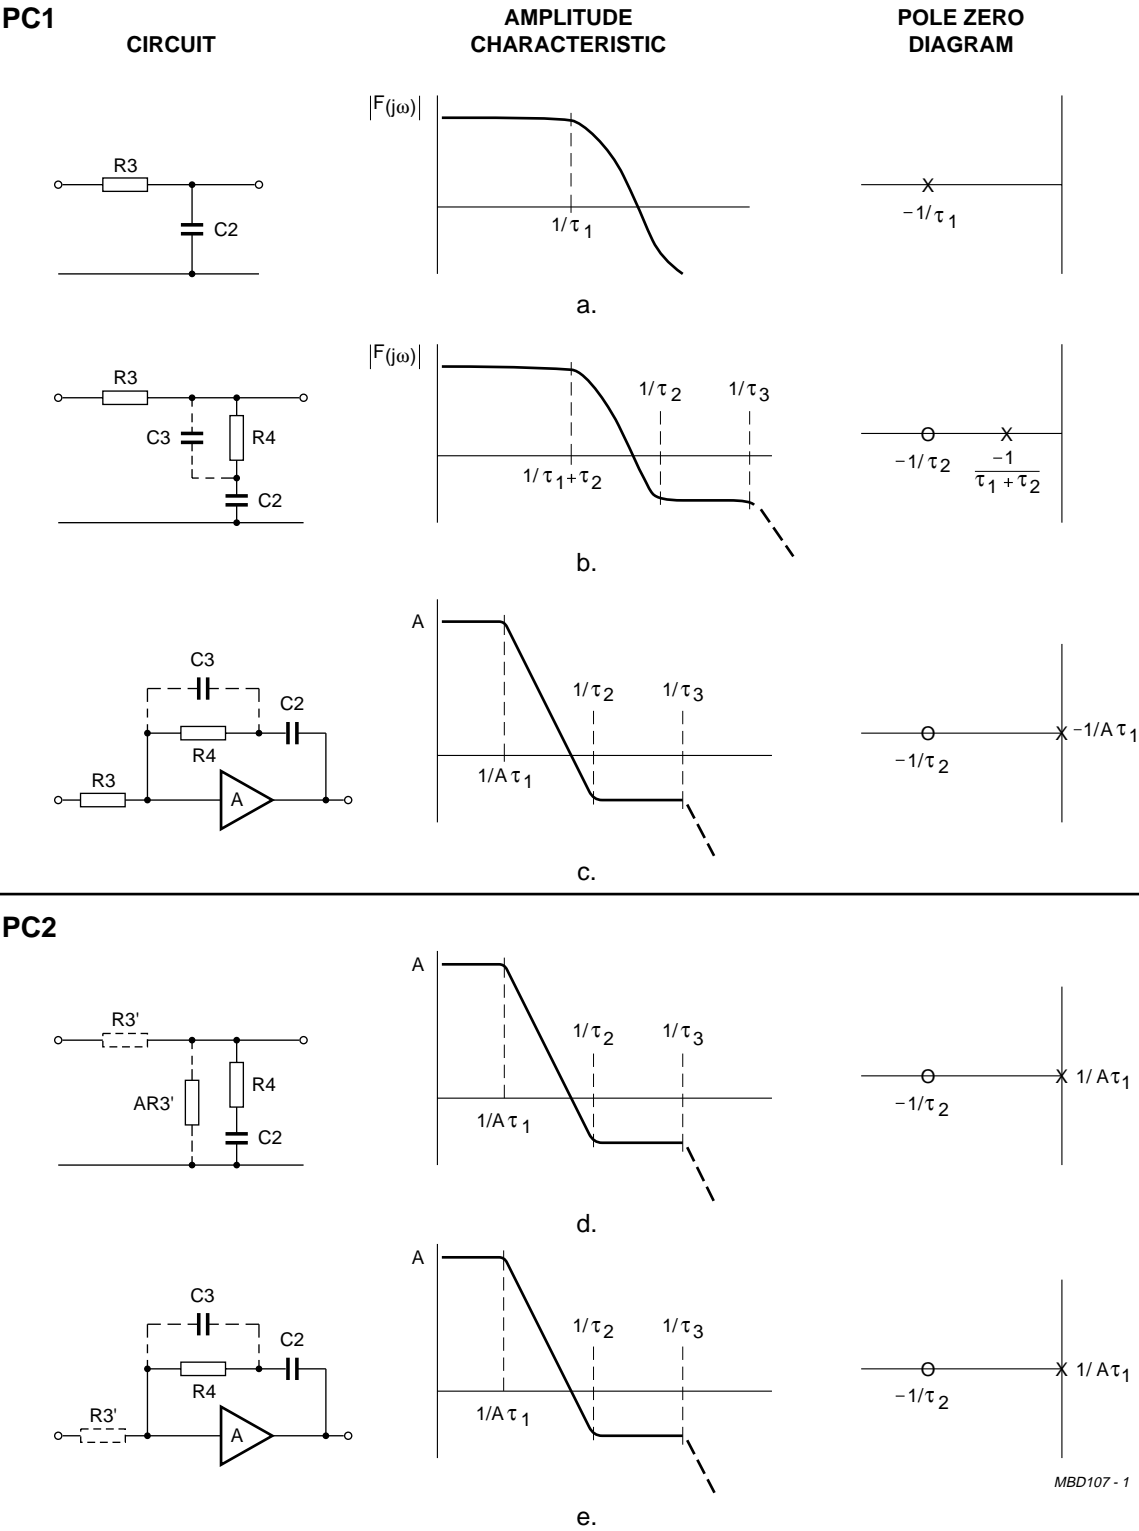 PC1
CIRCUIT
AMPLITUDE
CHARACTERISTIC
POLE ZERO
DIAGRAM
|F(jω)|
R3
C2
1/τ1
−1/τ1
a.
|F(jω)|
R3
C3
R4
C2
1/τ1+τ2
1/τ2
1/τ3
−1/τ2
−1
τ1 + τ2
b.
A
C3
C2
R4
R3
A
1/Aτ1
1/τ2
1/τ3
−1/τ2
−1/Aτ1
c.
PC2
A
R3'
AR3'
R4
C2
1/Aτ1
1/τ2
1/τ3
−1/τ2
1/Aτ1
d.
A
C3
C2
R4
R3'
A
1/Aτ1
1/τ2
1/τ3
−1/τ2
1/Aτ1
MBD107 - 1
e.